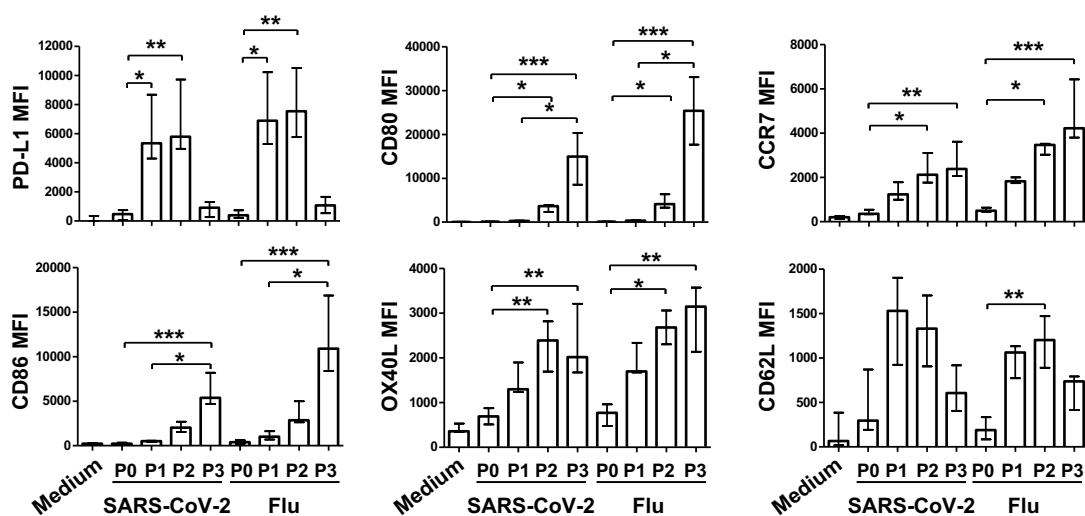 PD-L1 MFI
12000
10000
8000
6000
4000
2000
0
* ** * **
CD80 MFI
40000
30000
20000
10000
0
*** * * *** * *
CCR7 MFI
8000
6000
4000
2000
0
** * *** *
CD86 MFI
20000
15000
10000
5000
0
*** * *** *
Medium P0 P1 P2 P3 P0 P1 P2 P3
SARS-CoV-2 Flu
OX40L MFI
4000
3000
2000
1000
0
** ** ** *
Medium P0 P1 P2 P3 P0 P1 P2 P3
SARS-CoV-2 Flu
CD62L MFI
2000
1500
1000
500
0
**
Medium P0 P1 P2 P3 P0 P1 P2 P3
SARS-CoV-2 Flu